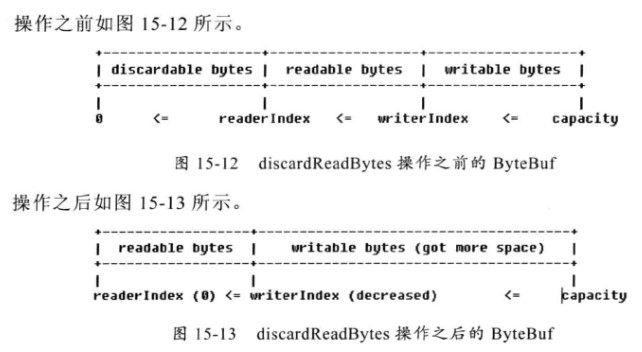 操作之前如图 15-12 所示。
+-------------------+------------------+------------------+
| discardable bytes | readable bytes | writable bytes |
+-------------------+------------------+------------------+
| | | |
0 <= readerIndex <= writerIndex <= capacity
图 15-12 discardReadBytes 操作之前的 ByteBuf
操作之后如图 15-13 所示。
+------------------+--------------------------------------+
| readable bytes | writable bytes (got more space) |
+------------------+--------------------------------------+
| | |
readerIndex (0) <= writerIndex (decreased) <= capacity
图 15-13 discardReadBytes 操作之后的 ByteBuf